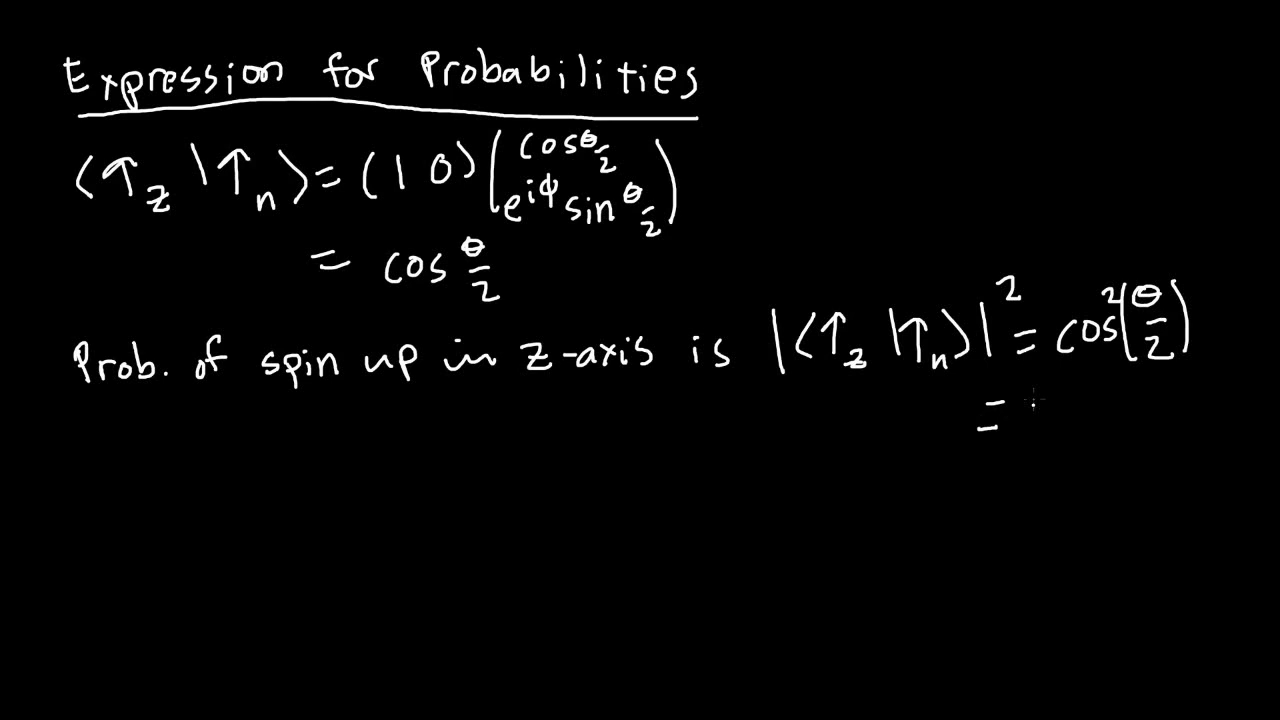 Expression for Probabilities
⟨↑z|↑n⟩ = (1 0) (cos θ/2
e^iϕ sin θ/2)
= cos θ/2
Prob. of spin up in z-axis is |⟨↑z|↑n⟩|² = cos²(θ/2)
=